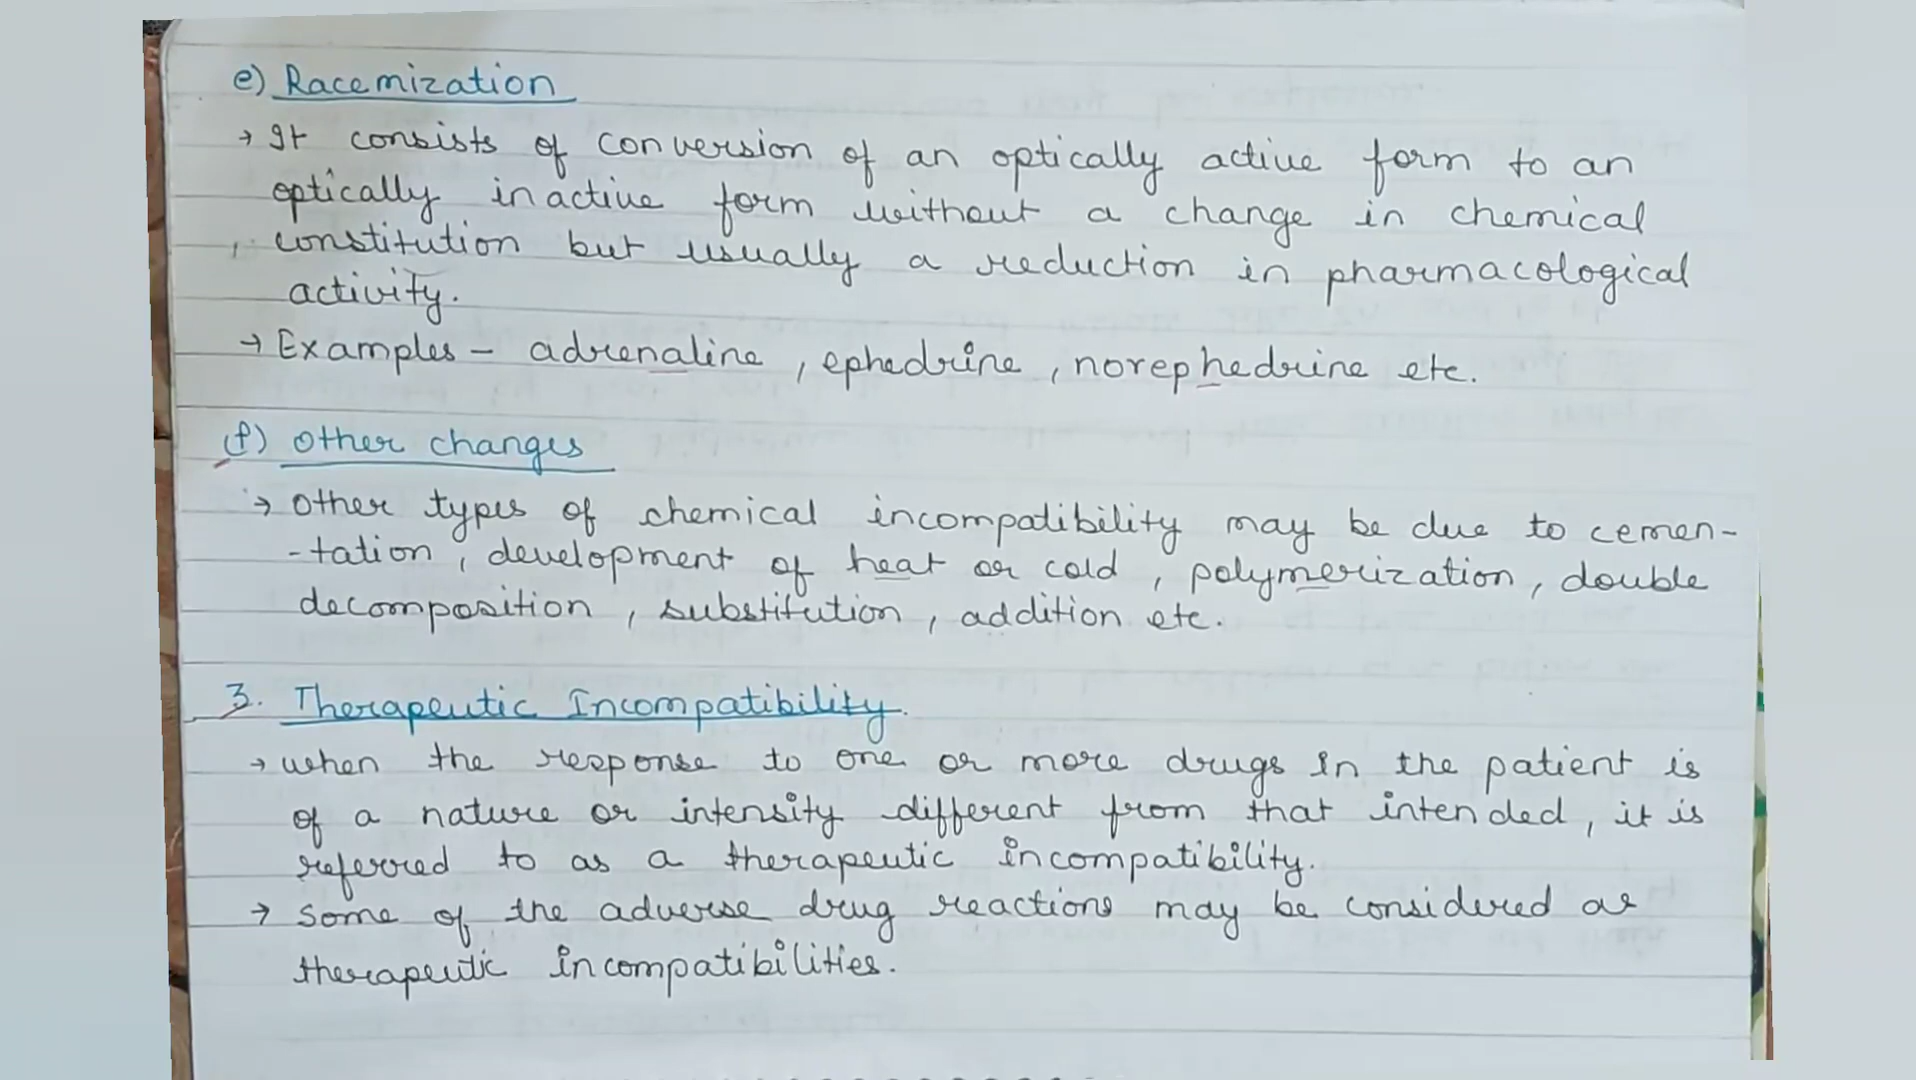 e) Racemization
→ It consists of conversion of an optically active form to an
optically inactive form without a change in chemical
constitution but usually a reduction in pharmacological
activity.
→ Examples - adrenaline, ephedrine, norephedrine etc.
(f) Other changes
→ Other types of chemical incompatibility may be due to cemen-
-tation, development of heat or cold, polymerization, double
decomposition, substitution, addition etc.
3. Therapeutic Incompatibility.
→ when the response to one or more drugs in the patient is
of a nature or intensity different from that intended, it is
referred to as a therapeutic incompatibility.
→ Some of the adverse drug reactions may be considered as
therapeutic incompatibilities.